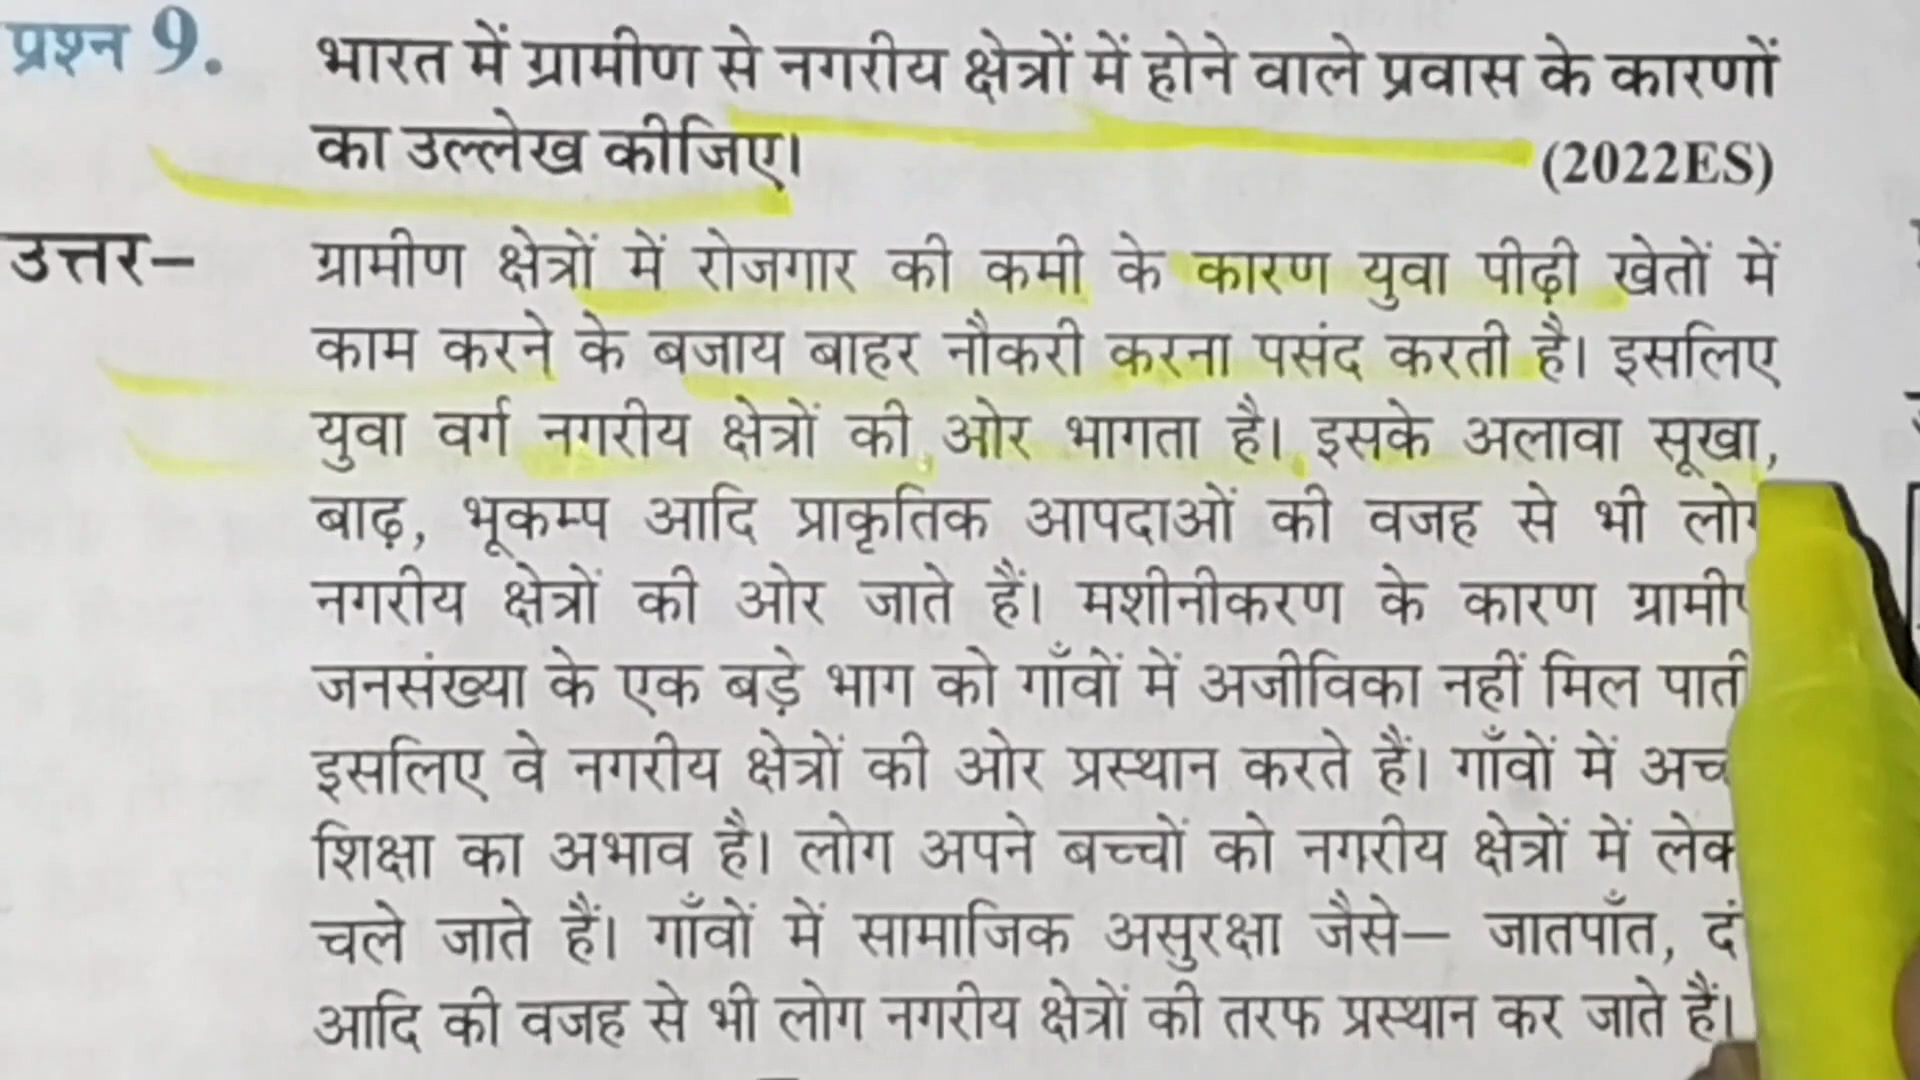 प्रश्न 9. भारत में ग्रामीण से नगरीय क्षेत्रों में होने वाले प्रवास के कारणों
का उल्लेख कीजिए। (2022ES)
उत्तर– ग्रामीण क्षेत्रों में रोजगार की कमी के कारण युवा पीढ़ी खेतों में
काम करने के बजाय बाहर नौकरी करना पसंद करती है। इसलिए
युवा वर्ग नगरीय क्षेत्रों की ओर भागता है। इसके अलावा सूखा,
बाढ़, भूकम्प आदि प्राकृतिक आपदाओं की वजह से भी
नगरीय क्षेत्रों की ओर जाते हैं। मशीनीकरण के कारण
जनसंख्या के एक बड़े भाग को गाँवों में अजीविका नहीं मिल पाती
इसलिए वे नगरीय क्षेत्रों की ओर प्रस्थान करते हैं। गाँवों में
शिक्षा का अभाव है। लोग अपने बच्चों को नगरीय क्षेत्रों में
चले जाते हैं। गाँवों में सामाजिक असुरक्षा जैसे– जातपाँत,
आदि की वजह से भी लोग नगरीय क्षेत्रों की तरफ प्रस्थान कर जाते हैं।